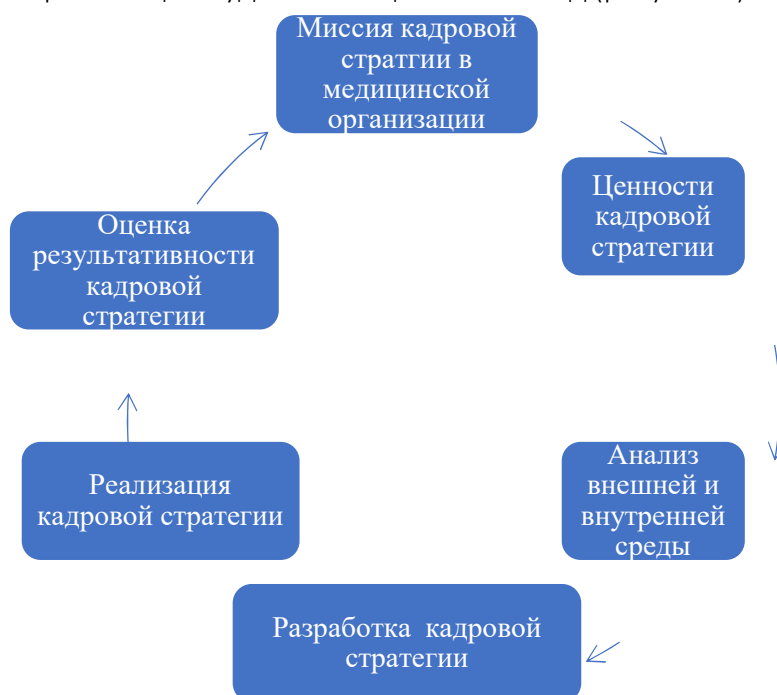 Миссия кадровой
стратгии в
медицинской
организации
Ценности
кадровой
стратегии
Анализ
внешней и
внутренней
среды
Разработка кадровой
стратегии
Реализация
кадровой стратегии
Оценка
результативности
кадровой
стратегии